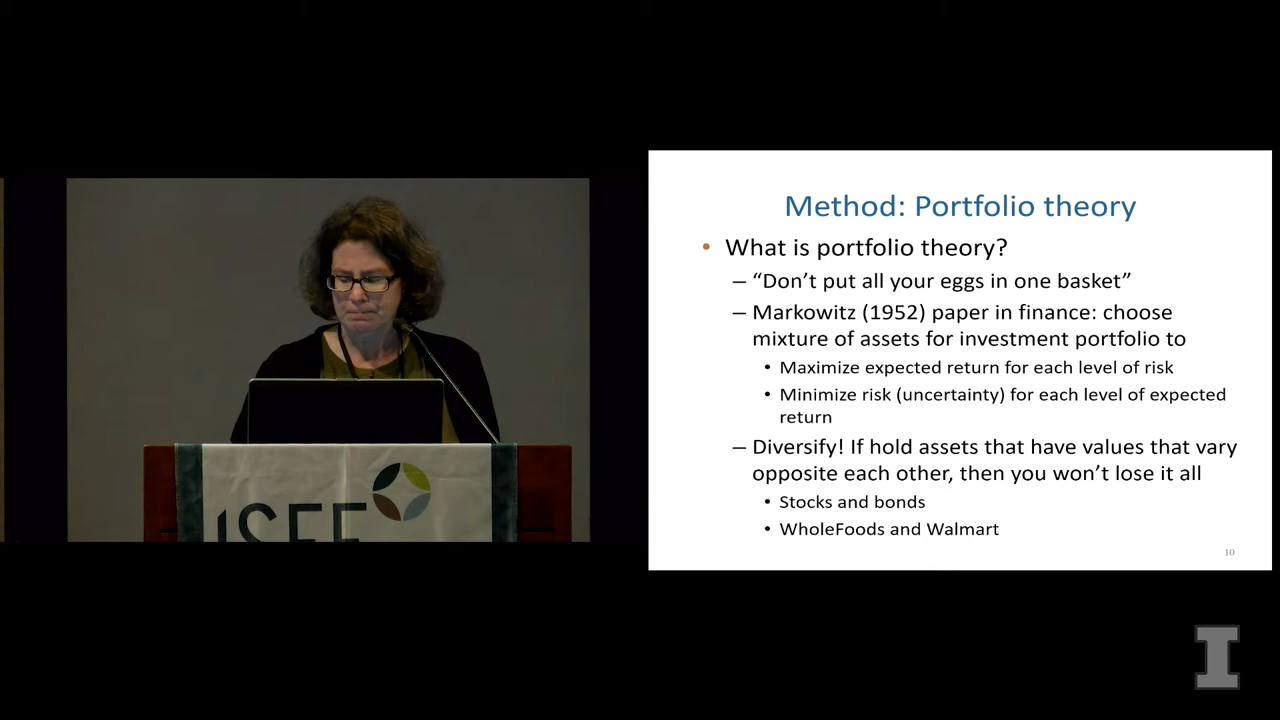 Method: Portfolio theory
• What is portfolio theory?
– “Don’t put all your eggs in one basket”
– Markowitz (1952) paper in finance: choose
mixture of assets for investment portfolio to
• Maximize expected return for each level of risk
• Minimize risk (uncertainty) for each level of expected
return
– Diversify! If hold assets that have values that vary
opposite each other, then you won’t lose it all
• Stocks and bonds
• WholeFoods and Walmart
10
I